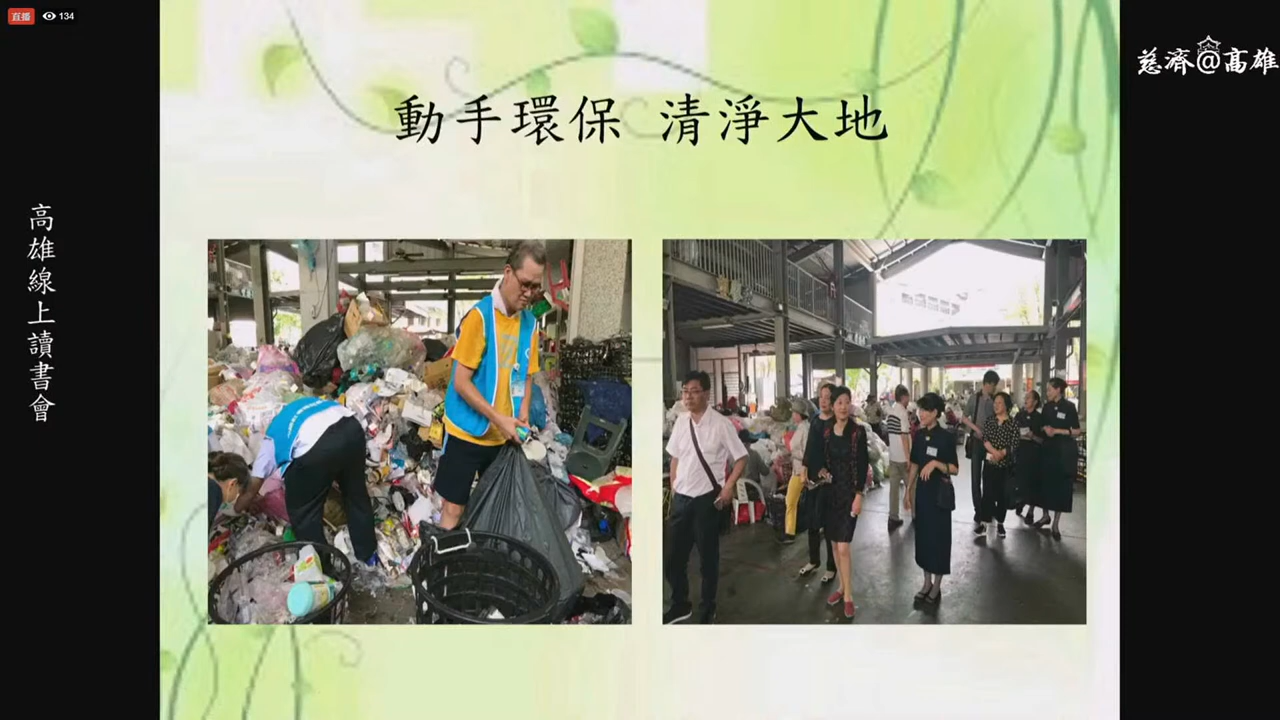 直播 134
慈濟@高雄
動手環保 清淨大地
高雄線上讀書會